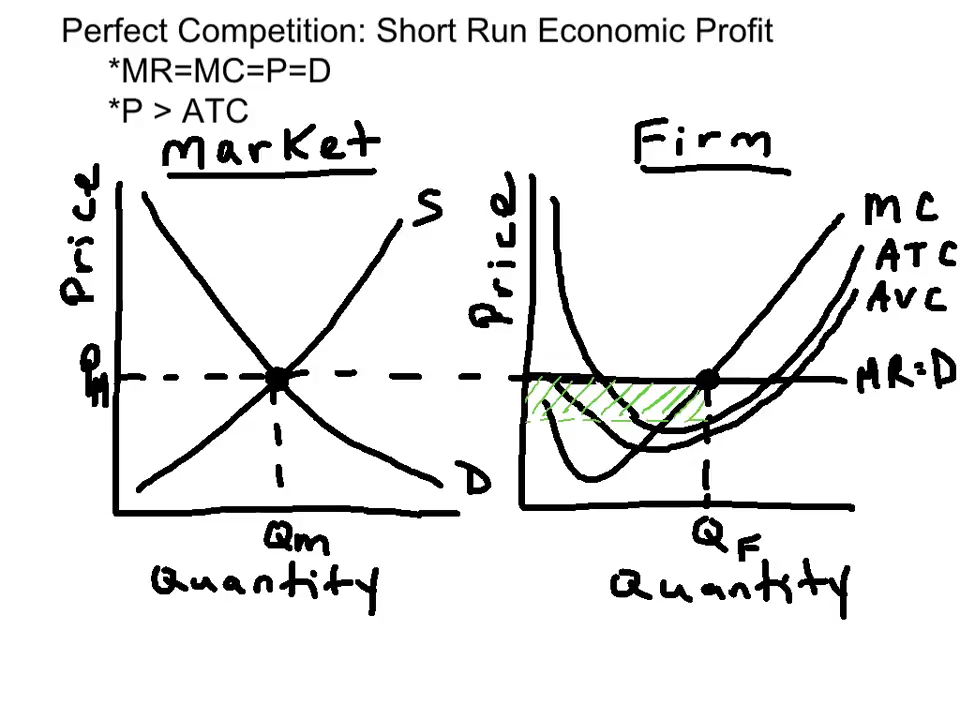 Perfect Competition: Short Run Economic Profit
*MR=MC=P=D
*P > ATC
Market
Price
S
PM
D
QM
Quantity
Firm
Price
MC
ATC
AVC
MR=D
QF
Quantity